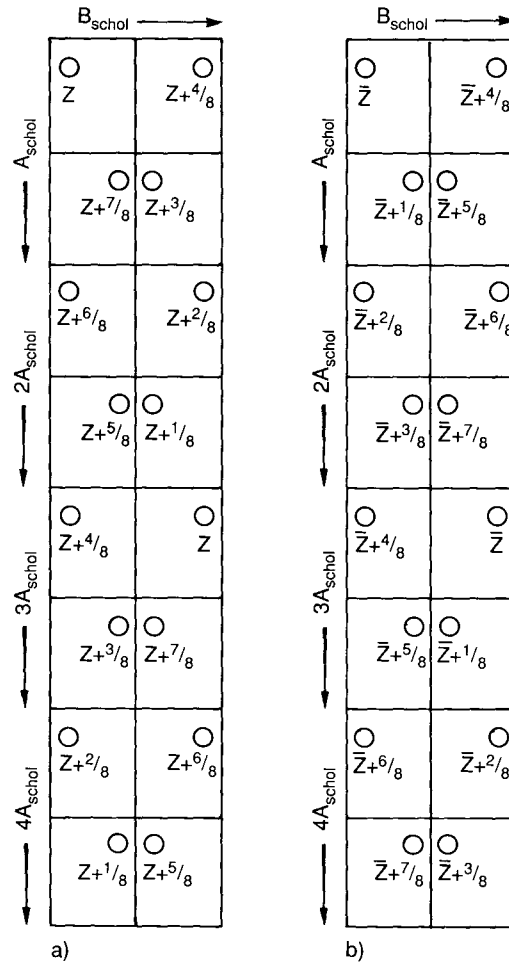 B_schol B_schol
A_schol A_schol
2A_schol 2A_schol
3A_schol 3A_schol
4A_schol 4A_schol
Z Z+4/8
Z+7/8 Z+3/8
Z+6/8 Z+2/8
Z+5/8 Z+1/8
Z+4/8 Z
Z+3/8 Z+7/8
Z+2/8 Z+6/8
Z+1/8 Z+5/8
a)
Z̄ Z̄+4/8
Z̄+1/8 Z̄+5/8
Z̄+2/8 Z̄+6/8
Z̄+3/8 Z̄+7/8
Z̄+4/8 Z̄
Z̄+5/8 Z̄+1/8
Z̄+6/8 Z̄+2/8
Z̄+7/8 Z̄+3/8
b)